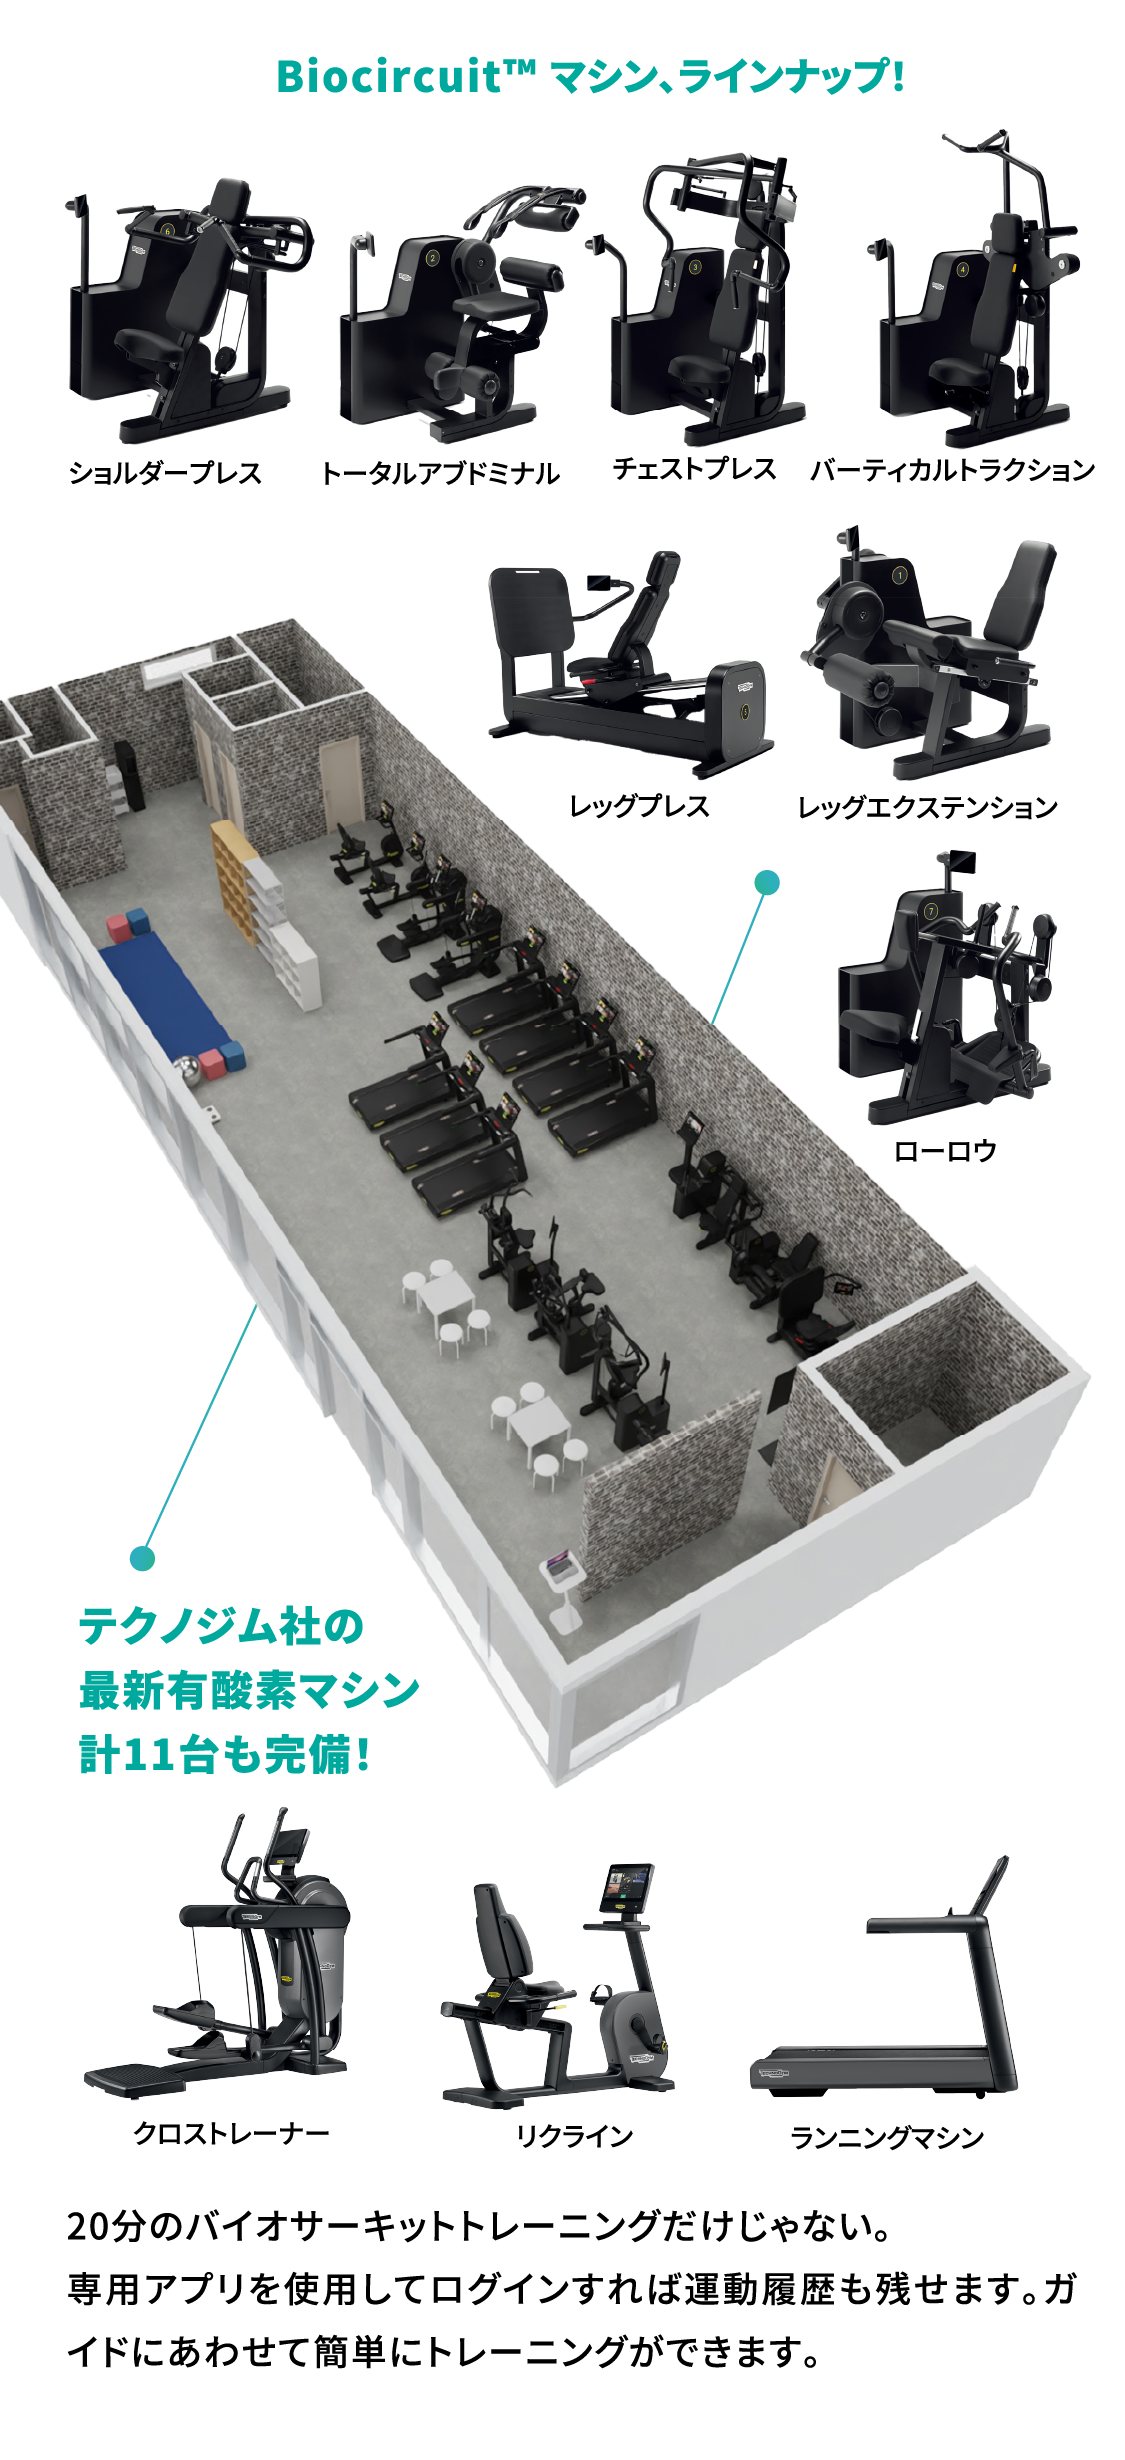 Biocircuit™ マシン、ラインナップ!
6
2
3
4
ショルダープレス
トータルアブドミナル
チェストプレス
バーティカルトラクション
1
5
レッグプレス
レッグエクステンション
7
ローロウ
テクノジム社の
最新有酸素マシン
計11台も完備!
クロストレーナー
リクライン
ランニングマシン
20分のバイオサーキットトレーニングだけじゃない。
専用アプリを使用してログインすれば運動履歴も残せます。ガ
イドにあわせて簡単にトレーニングができます。